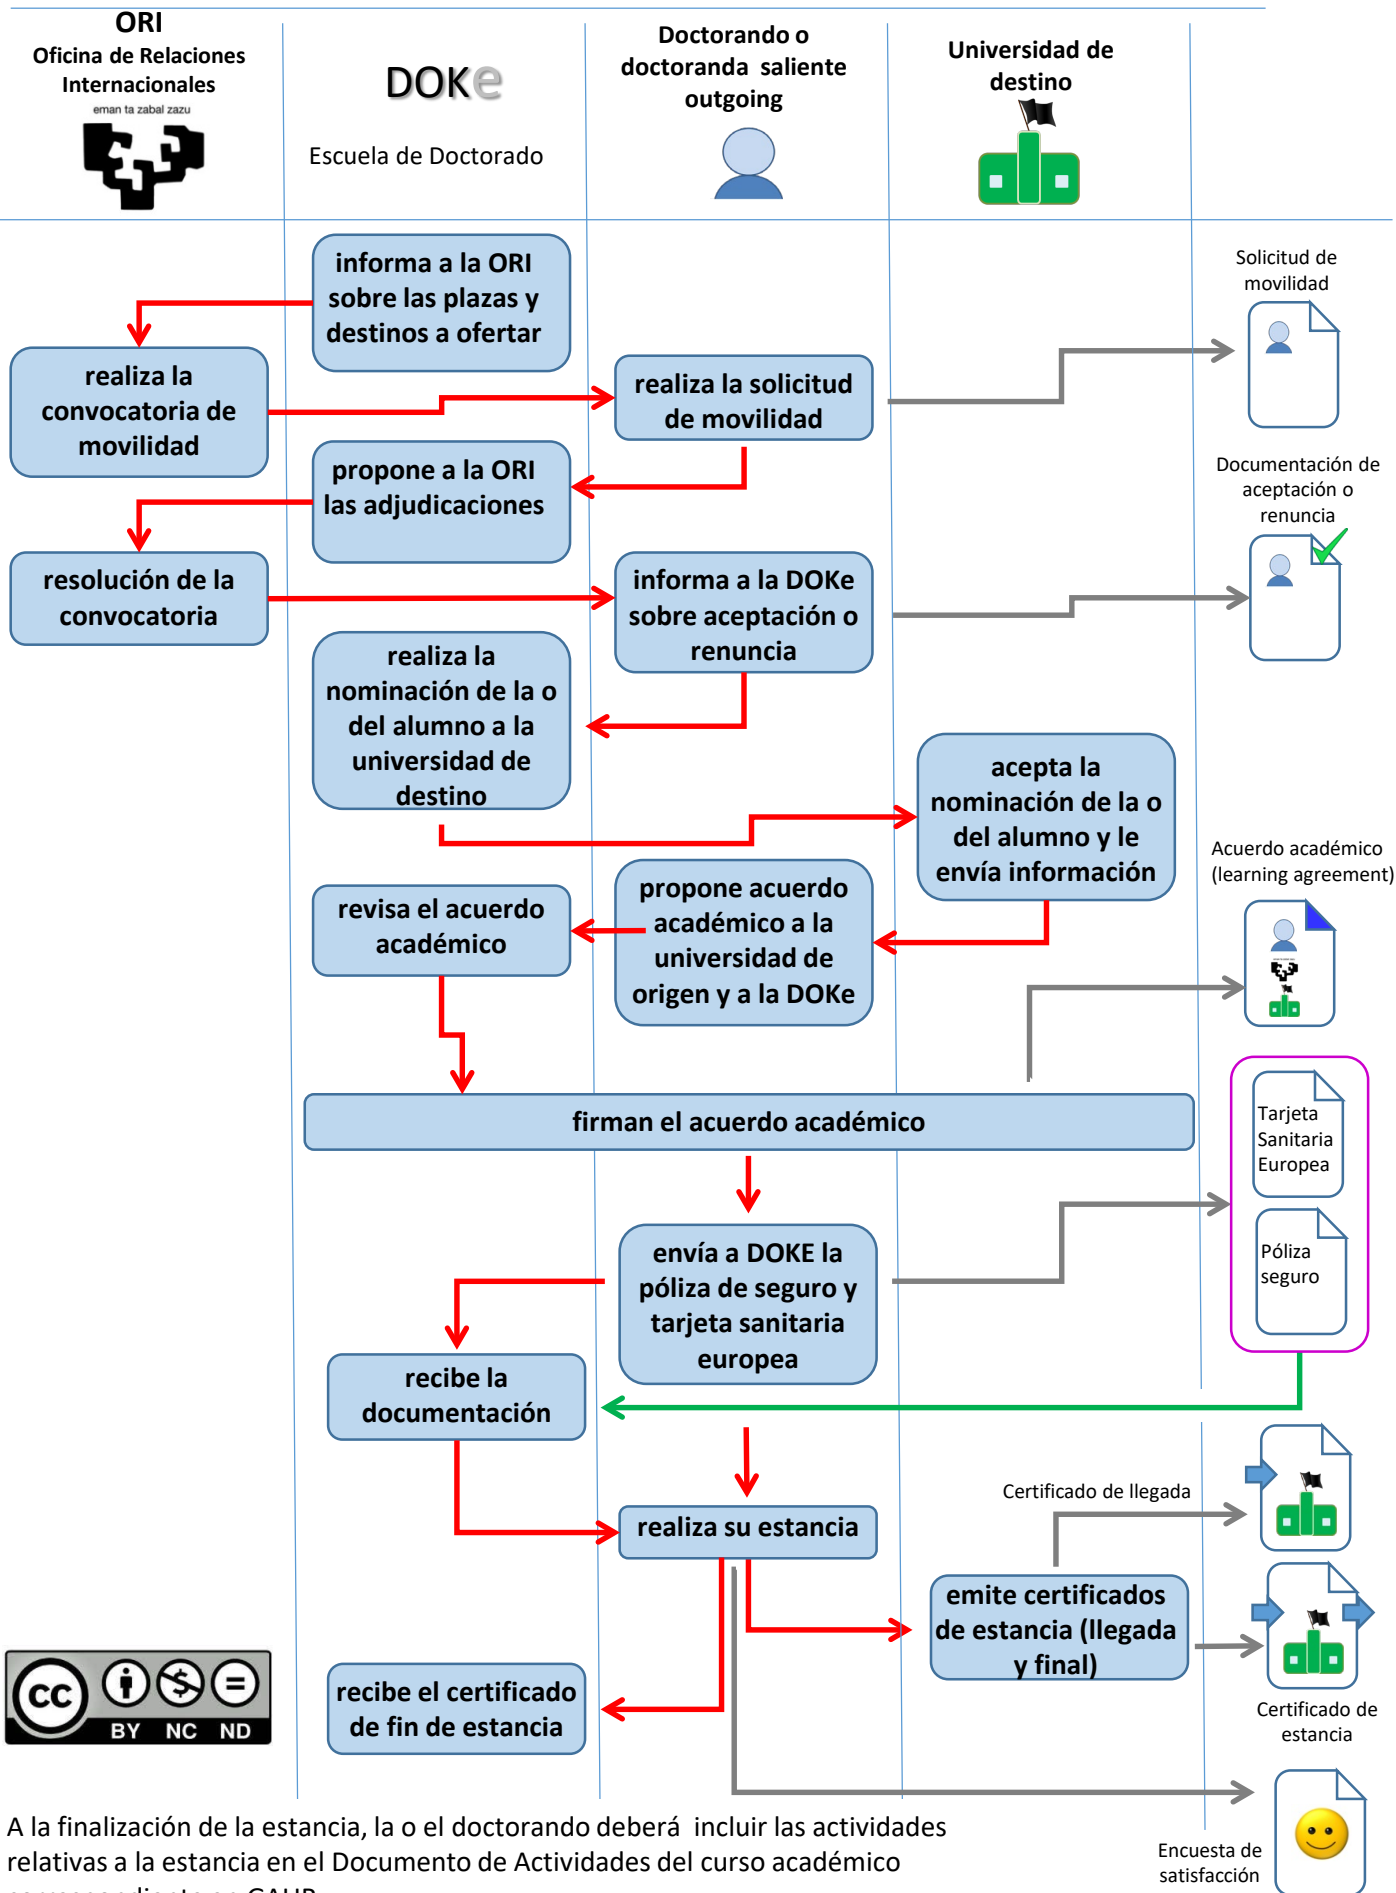 ORI
Oficina de Relaciones
Internacionales
eman ta zabal zazu
DOKe
Escuela de Doctorado
Doctorando o
doctoranda saliente
outgoing
Universidad de
destino
informa a la ORI
sobre las plazas y
destinos a ofertar
Solicitud de
movilidad
realiza la
convocatoria de
movilidad
realiza la solicitud
de movilidad
propone a la ORI
las adjudicaciones
Documentación de
aceptación o
renuncia
resolución de la
convocatoria
informa a la DOKe
sobre aceptación o
renuncia
realiza la
nominación de la o
del alumno a la
universidad de
destino
acepta la
nominación de la o
del alumno y le
envía información
Acuerdo académico
(learning agreement)
propone acuerdo
académico a la
universidad de
origen y a la DOKe
revisa el acuerdo
académico
firman el acuerdo académico
Tarjeta
Sanitaria
Europea
Póliza
seguro
envía a DOKE la
póliza de seguro y
tarjeta sanitaria
europea
recibe la
documentación
Certificado de llegada
realiza su estancia
emite certificados
de estancia (llegada
y final)
recibe el certificado
de fin de estancia
Certificado de
estancia
CC
BY NC ND
A la finalización de la estancia, la o el doctorando deberá incluir las actividades
relativas a la estancia en el Documento de Actividades del curso académico
Encuesta de
satisfacción